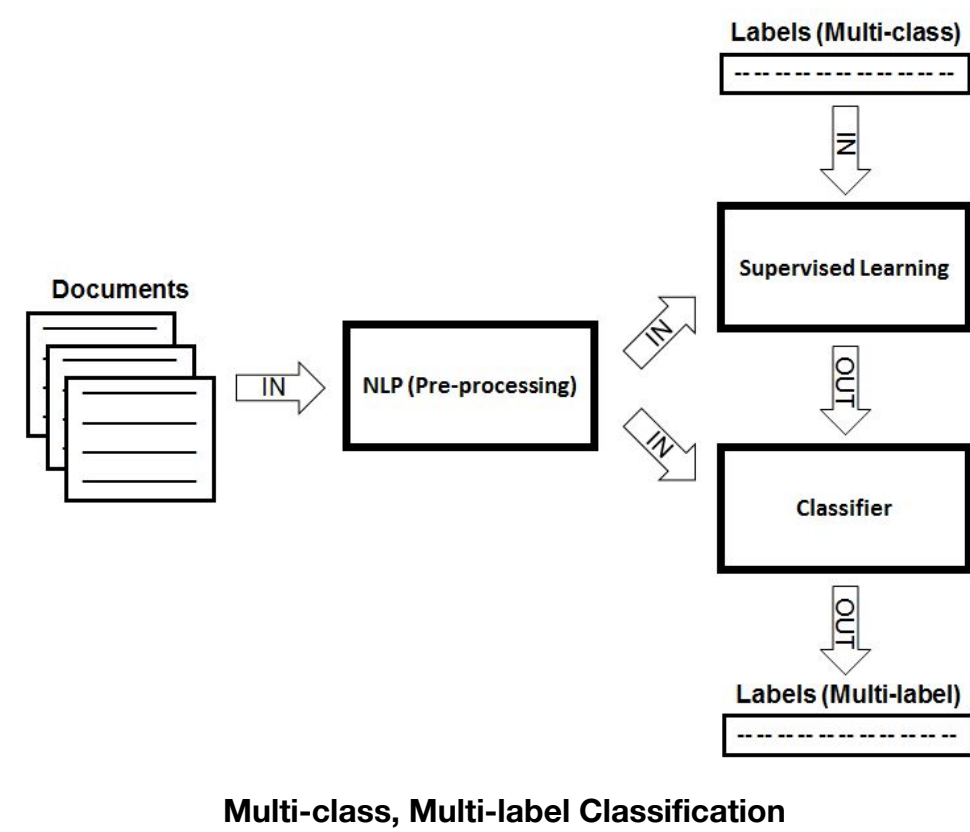 Labels (Multi-class)
-- -- -- -- -- -- -- -- -- -- --
IN
Supervised Learning
Documents
IN
NLP (Pre-processing)
IN
OUT
IN
Classifier
OUT
Labels (Multi-label)
-- -- -- -- -- -- -- -- -- -- --
Multi-class, Multi-label Classification